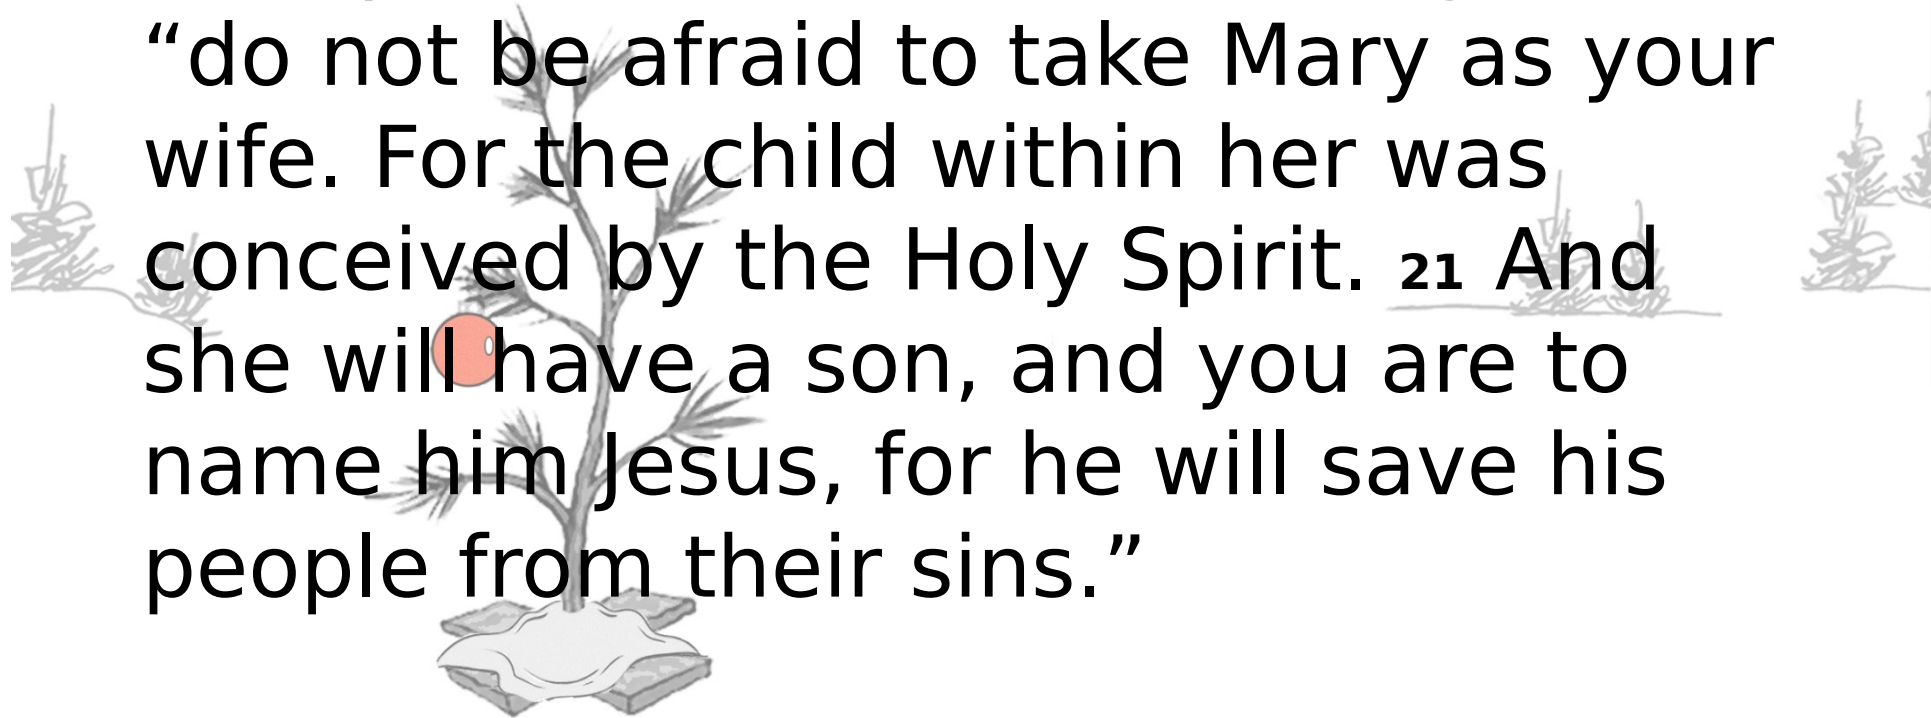 “do not be afraid to take Mary as your
wife. For the child within her was
conceived by the Holy Spirit. 21 And
she will have a son, and you are to
name him Jesus, for he will save his
people from their sins.”